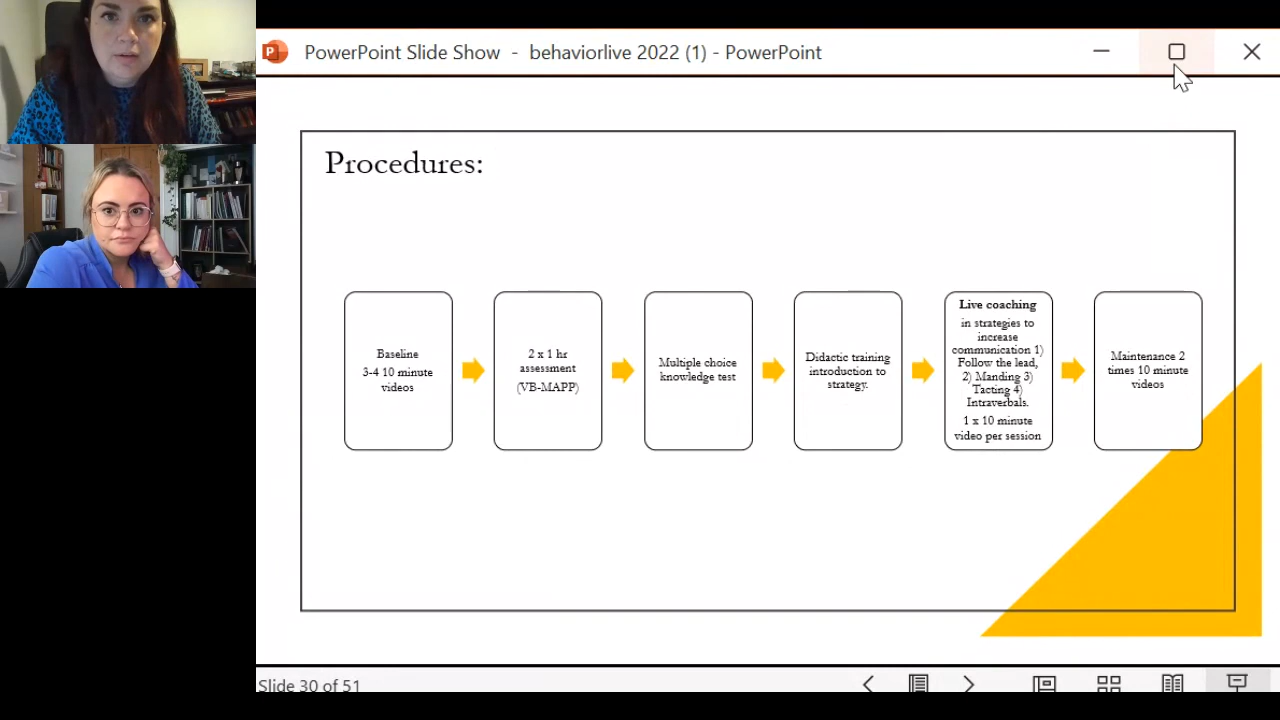 PowerPoint Slide Show - behaviorlive 2022 (1) - PowerPoint
Procedures:
Baseline
3-4 10 minute
videos
2 x 1 hr
assessment
(VB-MAPP)
Multiple choice
knowledge test
Didactic training
introduction to
strategy.
Live coaching
in strategies to
increase
communication 1)
Follow the lead,
2) Manding 3)
Tacting 4)
Intraverbals.
1 x 10 minute
video per session
Maintenance 2
times 10 minute
videos
Slide 30 of 51